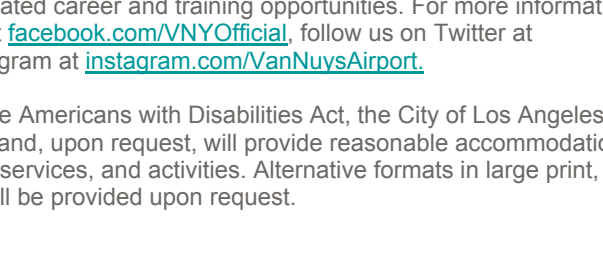 ated career and training opportunities. For more informat
facebook.com/VNYOfficial, follow us on Twitter at
gram at instagram.com/VanNuysAirport.
e Americans with Disabilities Act, the City of Los Angeles
and, upon request, will provide reasonable accommodatio
services, and activities. Alternative formats in large print,
ll be provided upon request.